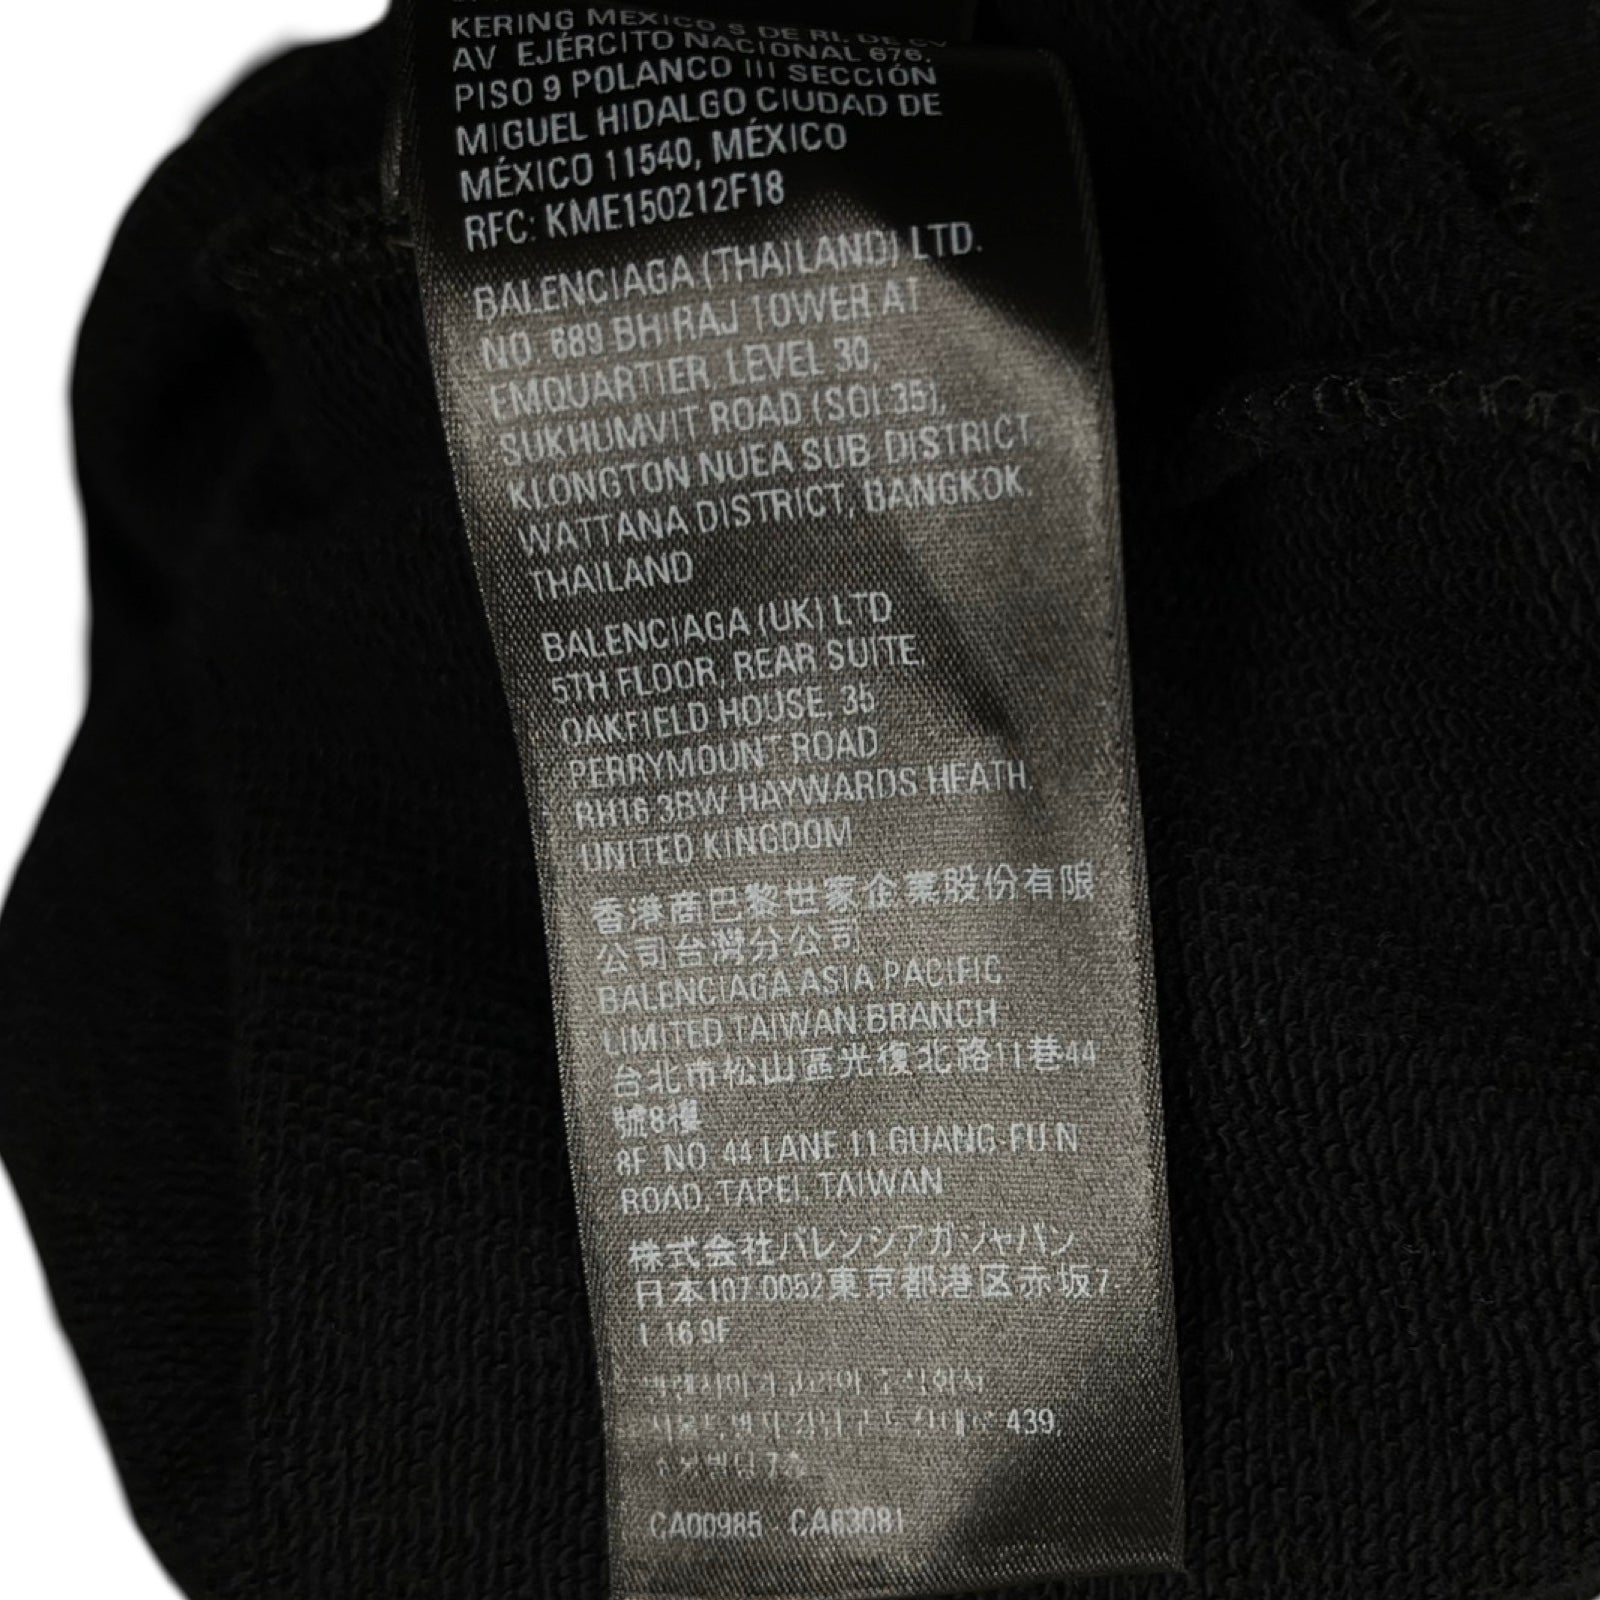 KERING MEXICO S DE RL DE CV
AV EJÉRCITO NACIONAL 676.
PISO 9 POLANCO III SECCIÓN
MIGUEL HIDALGO CIUDAD DE
MÉXICO 11540, MÉXICO
RFC: KME150212F18
BALENCIAGA (THAILAND) LTD.
NO. 689 BHIRAJ TOWER AT
EMQUARTIER, LEVEL 30,
SUKHUMVIT ROAD (SOI 35),
KLONGTON NUEA SUB DISTRICT,
WATTANA DISTRICT, BANGKOK,
THAILAND
BALENCIAGA (UK) LTD
5TH FLOOR, REAR SUITE,
OAKFIELD HOUSE, 35
PERRYMOUNT ROAD
RH16 3BW HAYWARDS HEATH,
UNITED KINGDOM
香港商巴黎世家企業股份有限
公司台灣分公司
BALENCIAGA ASIA PACIFIC
LIMITED TAIWAN BRANCH
台北市松山區光復北路11巷44
號8樓
8F NO 44 LANE 11 GUANG-FU N
ROAD, TAPEI, TAIWAN
株式会社バレンシアガジャパン
日本107 0052東京都港区赤坂7-
1 16 9F
439,
CA00985 - CA63081